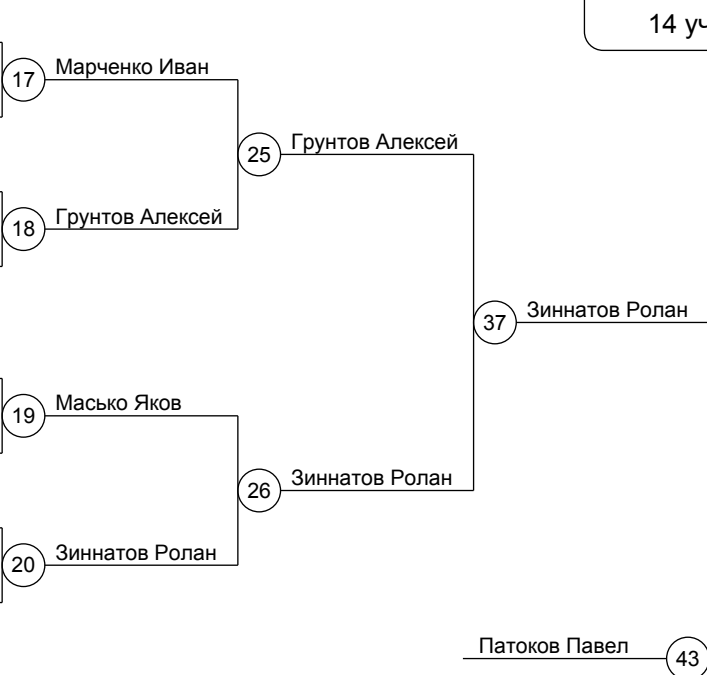 14 уч
17 Марченко Иван
25 Грунтов Алексей
18 Грунтов Алексей
37 Зиннатов Ролан
19 Масько Яков
26 Зиннатов Ролан
20 Зиннатов Ролан
Патоков Павел 43